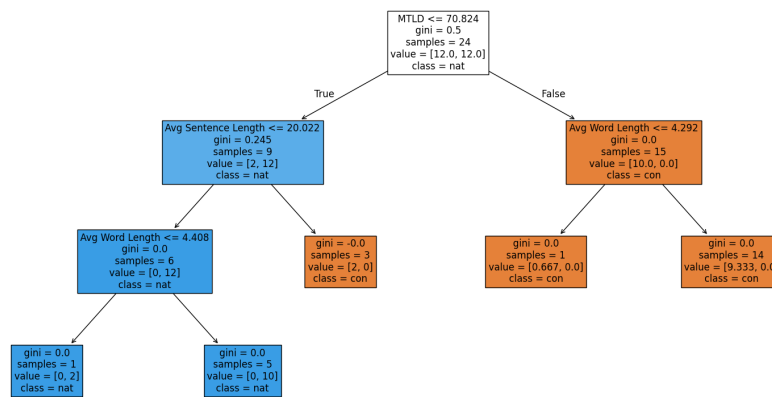 MTLD <= 70.824
gini = 0.5
samples = 24
value = [12.0, 12.0]
class = nat
True
False
Avg Sentence Length <= 20.022
gini = 0.245
samples = 9
value = [2, 12]
class = nat
Avg Word Length <= 4.292
gini = 0.0
samples = 15
value = [10.0, 0.0]
class = con
Avg Word Length <= 4.408
gini = 0.0
samples = 6
value = [0, 12]
class = nat
gini = -0.0
samples = 3
value = [2, 0]
class = con
gini = 0.0
samples = 1
value = [0.667, 0.0]
class = con
gini = 0.0
samples = 14
value = [9.333, 0.0
class = con
gini = 0.0
samples = 1
value = [0, 2]
class = nat
gini = 0.0
samples = 5
value = [0, 10]
class = nat